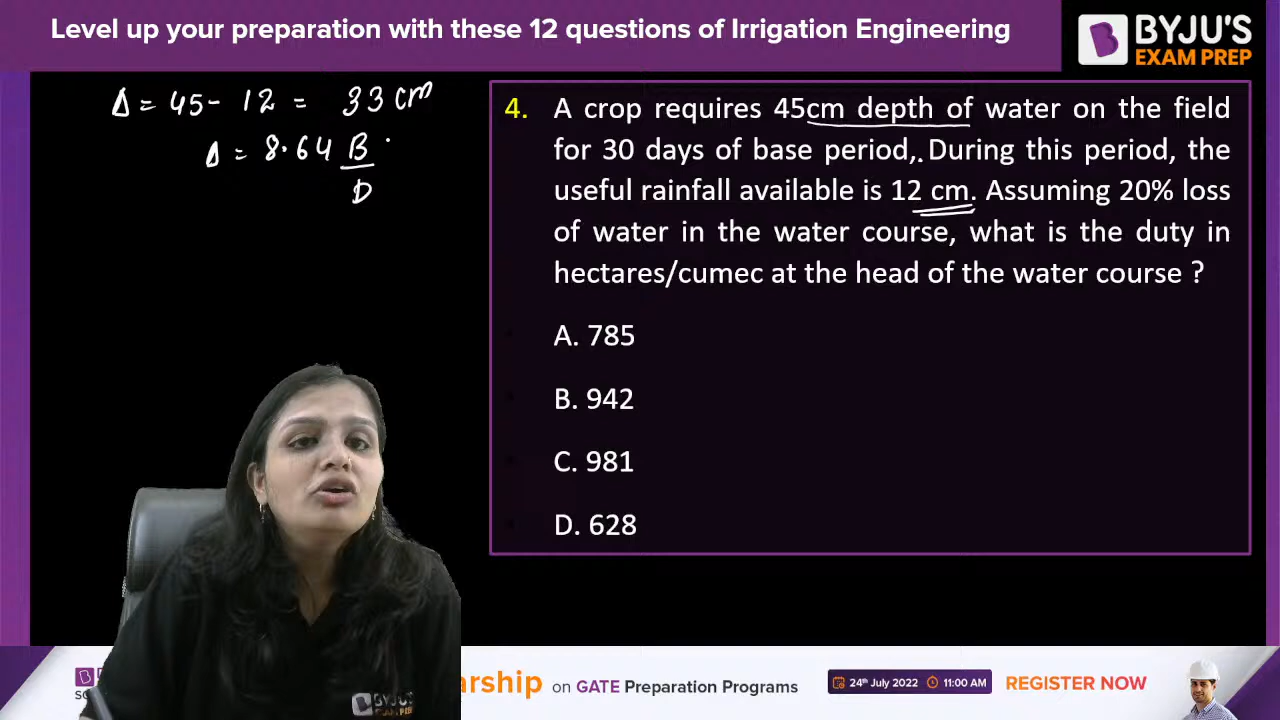 Level up your preparation with these 12 questions of Irrigation Engineering
BYJU'S
EXAM PREP
Δ = 45 - 12 = 33 cm
Δ = 8.64 B
D
4. A crop requires 45cm depth of water on the field
for 30 days of base period,. During this period, the
useful rainfall available is 12 cm. Assuming 20% loss
of water in the water course, what is the duty in
hectares/cumec at the head of the water course ?
A. 785
B. 942
C. 981
D. 628
BYJU'S
arship on GATE Preparation Programs
24th July 2022 11:00 AM
REGISTER NOW